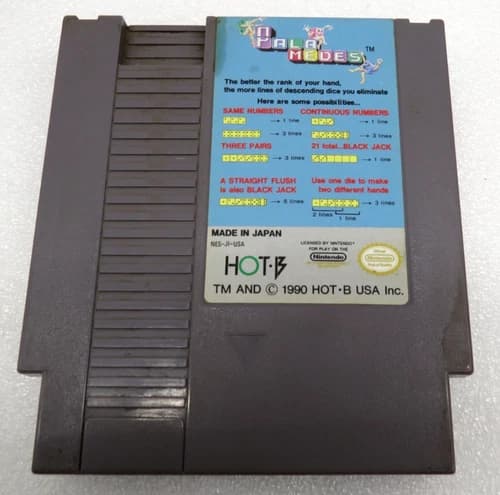 PALA
MEDES TM
The better the rank of your hand,
the more lines of descending dice you eliminate
Here are some possibilities...
SAME NUMBERS CONTINUOUS NUMBERS
→ 1 line → 1 line
→ 3 lines → 3 lines
THREE PAIRS 21 total...BLACK JACK
→ 3 lines → 1 line
A STRAIGHT FLUSH Use one die to make
is also BLACK JACK two different hands
→ 5 lines → 3 lines
2 lines 1 line
MADE IN JAPAN
NES-JI-USA
LICENSED BY NINTENDO®
FOR PLAY ON THE
Nintendo
Nintendo
HOT·B
TM AND © 1990 HOT·B USA Inc.